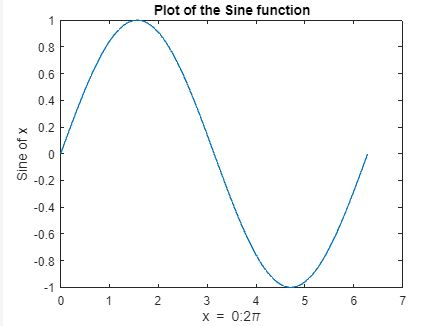 Plot of the Sine function
1
0.8
0.6
0.4
0.2
0
-0.2
-0.4
-0.6
-0.8
-1
Sine of x
0 1 2 3 4 5 6 7
x = 0:2π